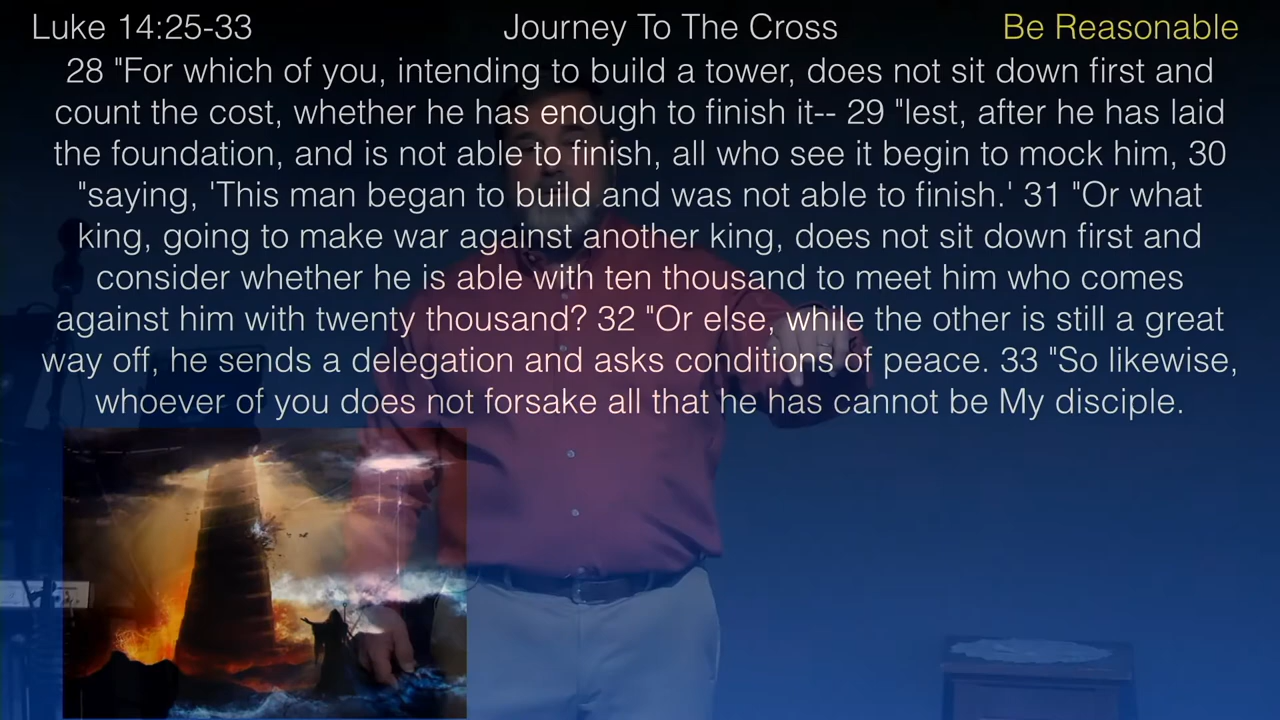 Luke 14:25-33 Journey To The Cross Be Reasonable
28 "For which of you, intending to build a tower, does not sit down first and
count the cost, whether he has enough to finish it-- 29 "lest, after he has laid
the foundation, and is not able to finish, all who see it begin to mock him, 30
"saying, 'This man began to build and was not able to finish.' 31 "Or what
king, going to make war against another king, does not sit down first and
consider whether he is able with ten thousand to meet him who comes
against him with twenty thousand? 32 "Or else, while the other is still a great
way off, he sends a delegation and asks conditions of peace. 33 "So likewise,
whoever of you does not forsake all that he has cannot be My disciple.